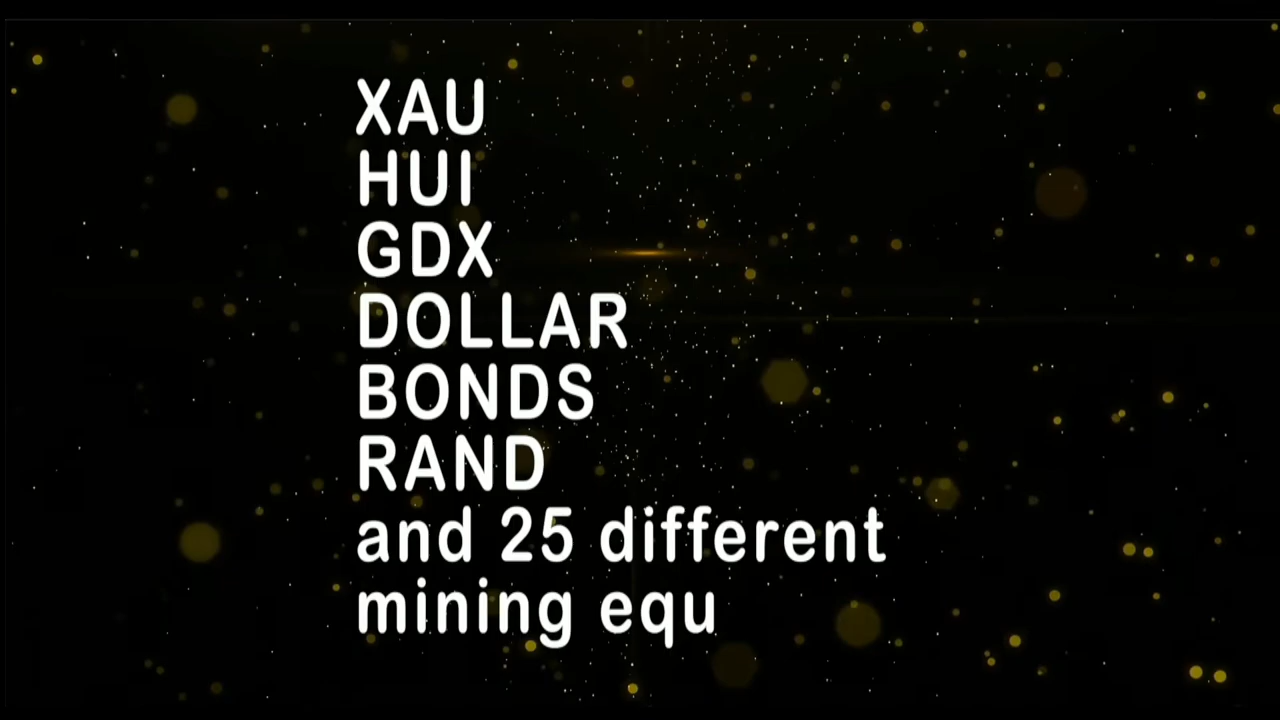 XAU
HUI
GDX
DOLLAR
BONDS
RAND
and 25 different
mining equ